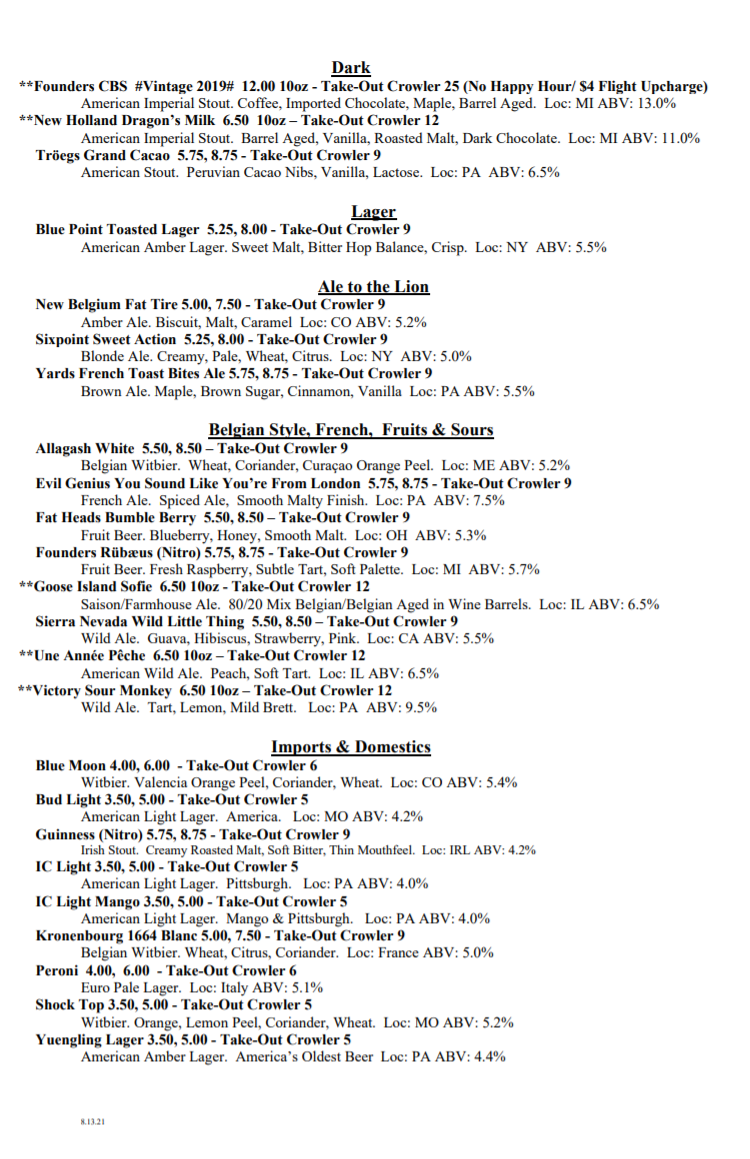 Dark
**Founders CBS #Vintage 2019# 12.00 10oz - Take-Out Crowler 25 (No Happy Hour/ $4 Flight Upcharge)
American Imperial Stout. Coffee, Imported Chocolate, Maple, Barrel Aged. Loc: MI ABV: 13.0%
**New Holland Dragon's Milk 6.50 10oz – Take-Out Crowler 12
American Imperial Stout. Barrel Aged, Vanilla, Roasted Malt, Dark Chocolate. Loc: MI ABV: 11.0%
Tröegs Grand Cacao 5.75, 8.75 - Take-Out Crowler 9
American Stout. Peruvian Cacao Nibs, Vanilla, Lactose. Loc: PA ABV: 6.5%
Lager
Blue Point Toasted Lager 5.25, 8.00 - Take-Out Crowler 9
American Amber Lager. Sweet Malt, Bitter Hop Balance, Crisp. Loc: NY ABV: 5.5%
Ale to the Lion
New Belgium Fat Tire 5.00, 7.50 - Take-Out Crowler 9
Amber Ale. Biscuit, Malt, Caramel Loc: CO ABV: 5.2%
Sixpoint Sweet Action 5.25, 8.00 - Take-Out Crowler 9
Blonde Ale. Creamy, Pale, Wheat, Citrus. Loc: NY ABV: 5.0%
Yards French Toast Bites Ale 5.75, 8.75 - Take-Out Crowler 9
Brown Ale. Maple, Brown Sugar, Cinnamon, Vanilla Loc: PA ABV: 5.5%
Belgian Style, French, Fruits & Sours
Allagash White 5.50, 8.50 – Take-Out Crowler 9
Belgian Witbier. Wheat, Coriander, Curaçao Orange Peel. Loc: ME ABV: 5.2%
Evil Genius You Sound Like You're From London 5.75, 8.75 - Take-Out Crowler 9
French Ale. Spiced Ale, Smooth Malty Finish. Loc: PA ABV: 7.5%
Fat Heads Bumble Berry 5.50, 8.50 – Take-Out Crowler 9
Fruit Beer. Blueberry, Honey, Smooth Malt. Loc: OH ABV: 5.3%
Founders Rübæus (Nitro) 5.75, 8.75 - Take-Out Crowler 9
Fruit Beer. Fresh Raspberry, Subtle Tart, Soft Palette. Loc: MI ABV: 5.7%
**Goose Island Sofie 6.50 10oz - Take-Out Crowler 12
Saison/Farmhouse Ale. 80/20 Mix Belgian/Belgian Aged in Wine Barrels. Loc: IL ABV: 6.5%
Sierra Nevada Wild Little Thing 5.50, 8.50 – Take-Out Crowler 9
Wild Ale. Guava, Hibiscus, Strawberry, Pink. Loc: CA ABV: 5.5%
**Une Année Pêche 6.50 10oz – Take-Out Crowler 12
American Wild Ale. Peach, Soft Tart. Loc: IL ABV: 6.5%
**Victory Sour Monkey 6.50 10oz – Take-Out Crowler 12
Wild Ale. Tart, Lemon, Mild Brett. Loc: PA ABV: 9.5%
Imports & Domestics
Blue Moon 4.00, 6.00 - Take-Out Crowler 6
Witbier. Valencia Orange Peel, Coriander, Wheat. Loc: CO ABV: 5.4%
Bud Light 3.50, 5.00 - Take-Out Crowler 5
American Light Lager. America. Loc: MO ABV: 4.2%
Guinness (Nitro) 5.75, 8.75 - Take-Out Crowler 9
Irish Stout. Creamy Roasted Malt, Soft Bitter, Thin Mouthfeel. Loc: IRL ABV: 4.2%
IC Light 3.50, 5.00 - Take-Out Crowler 5
American Light Lager. Pittsburgh. Loc: PA ABV: 4.0%
IC Light Mango 3.50, 5.00 - Take-Out Crowler 5
American Light Lager. Mango & Pittsburgh. Loc: PA ABV: 4.0%
Kronenbourg 1664 Blanc 5.00, 7.50 - Take-Out Crowler 9
Belgian Witbier. Wheat, Citrus, Coriander. Loc: France ABV: 5.0%
Peroni 4.00, 6.00 - Take-Out Crowler 6
Euro Pale Lager. Loc: Italy ABV: 5.1%
Shock Top 3.50, 5.00 - Take-Out Crowler 5
Witbier. Orange, Lemon Peel, Coriander, Wheat. Loc: MO ABV: 5.2%
Yuengling Lager 3.50, 5.00 - Take-Out Crowler 5
American Amber Lager. America's Oldest Beer Loc: PA ABV: 4.4%
8.13.21